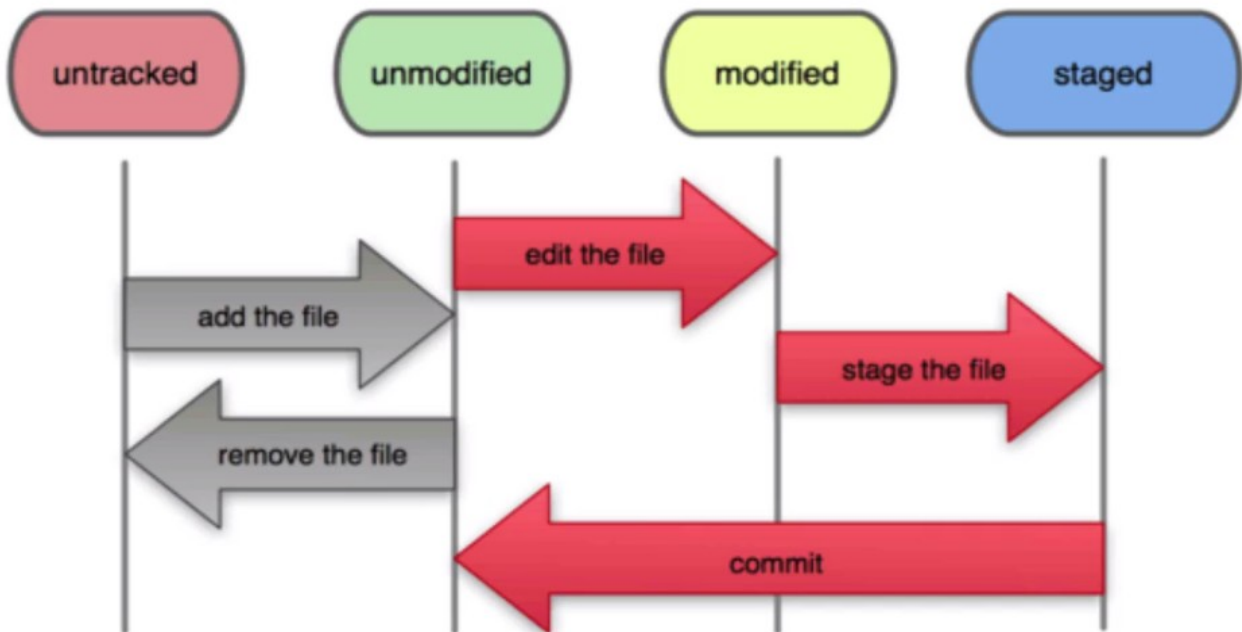 untracked
unmodified
modified
staged
edit the file
add the file
stage the file
remove the file
commit